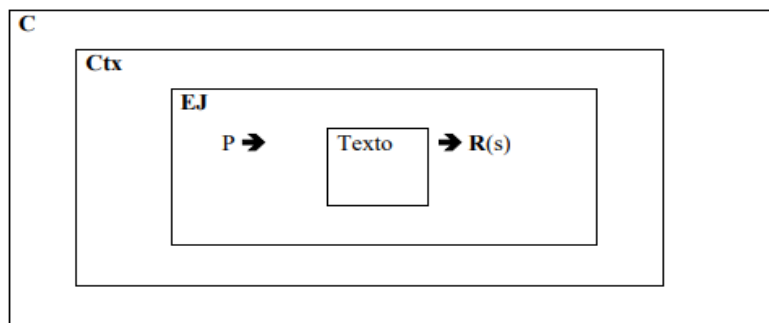 C
Ctx
EJ
P ➔ Texto ➔ R(s)